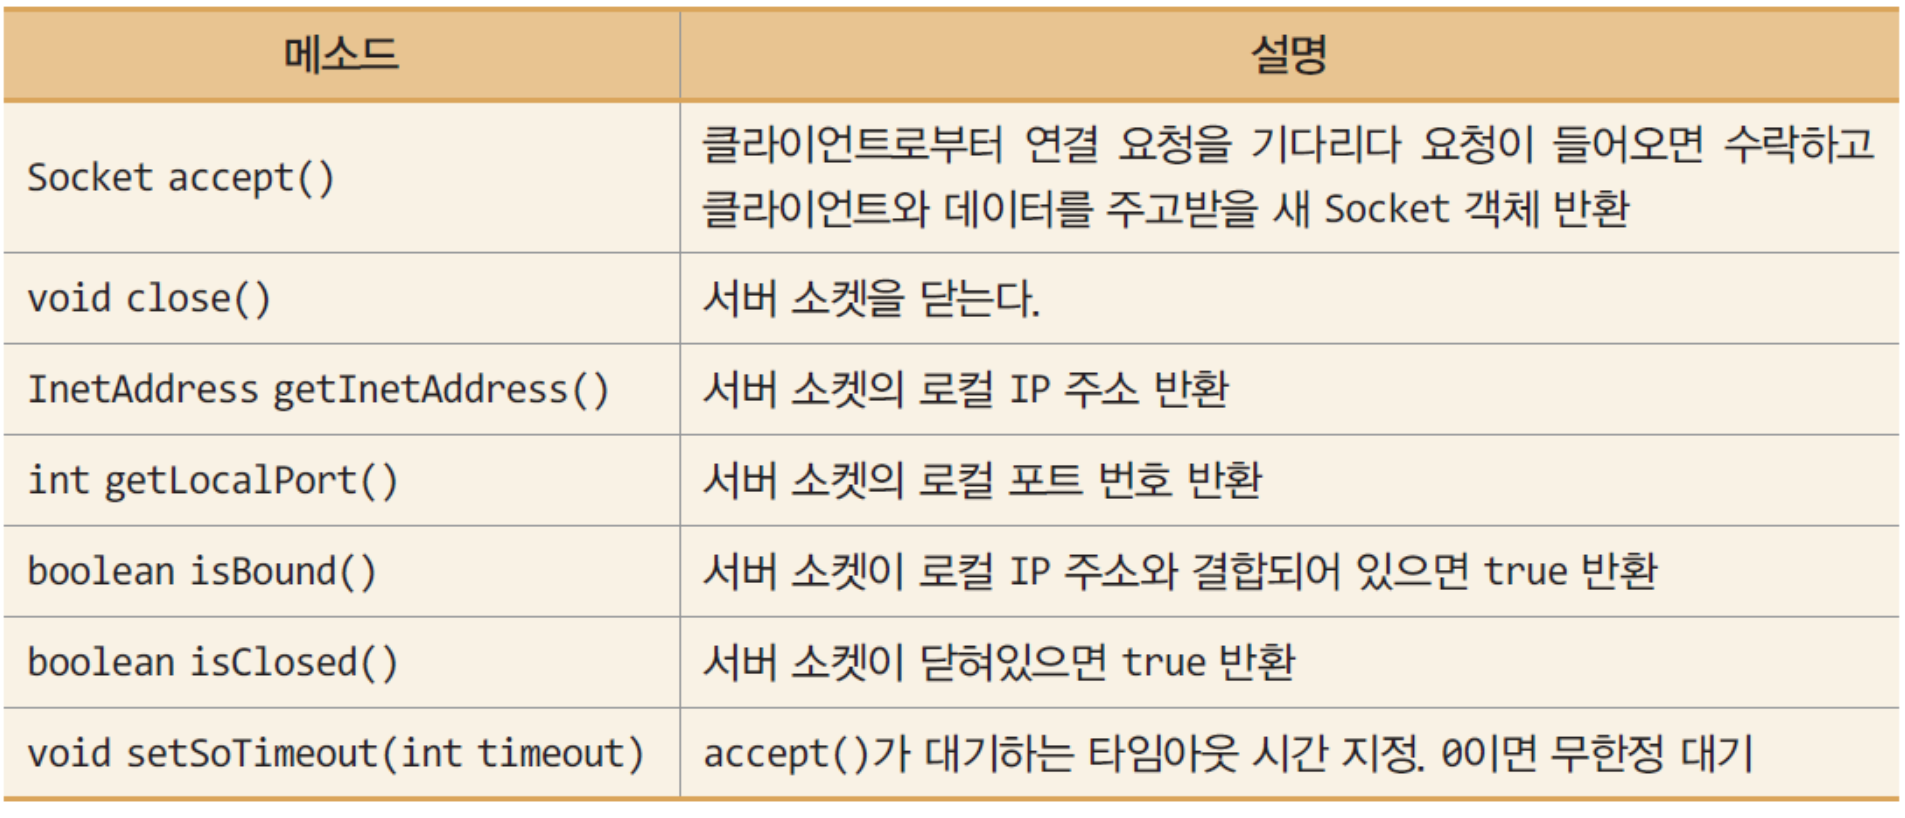 메소드 설명
Socket accept() 클라이언트로부터 연결 요청을 기다리다 요청이 들어오면 수락하고
클라이언트와 데이터를 주고받을 새 Socket 객체 반환
void close() 서버 소켓을 닫는다.
InetAddress getInetAddress() 서버 소켓의 로컬 IP 주소 반환
int getLocalPort() 서버 소켓의 로컬 포트 번호 반환
boolean isBound() 서버 소켓이 로컬 IP 주소와 결합되어 있으면 true 반환
boolean isClosed() 서버 소켓이 닫혀있으면 true 반환
void setSoTimeout(int timeout) accept()가 대기하는 타임아웃 시간 지정. 0이면 무한정 대기